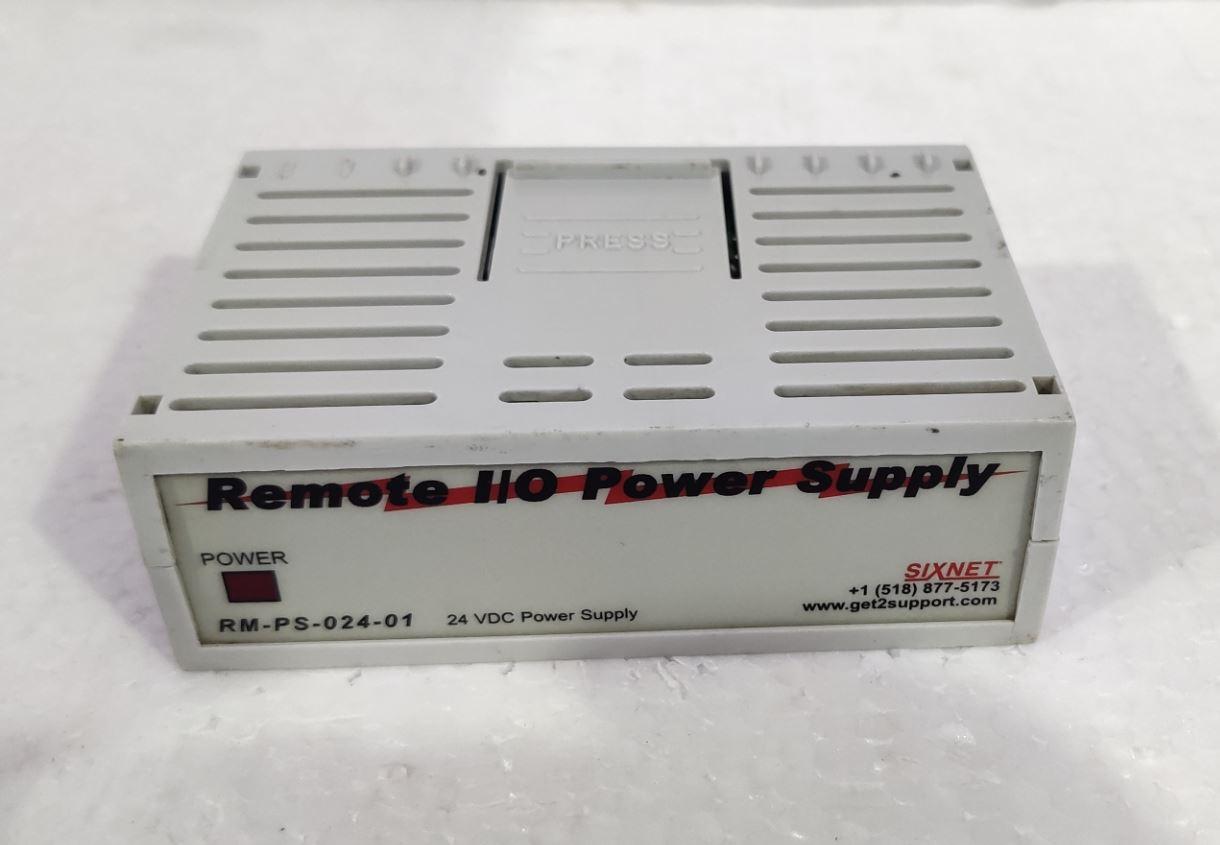 PRESS
Remote I/O Power Supply
POWER
SIXNET
+1 (518) 877-5173
www.get2support.com
RM-PS-024-01 24 VDC Power Supply